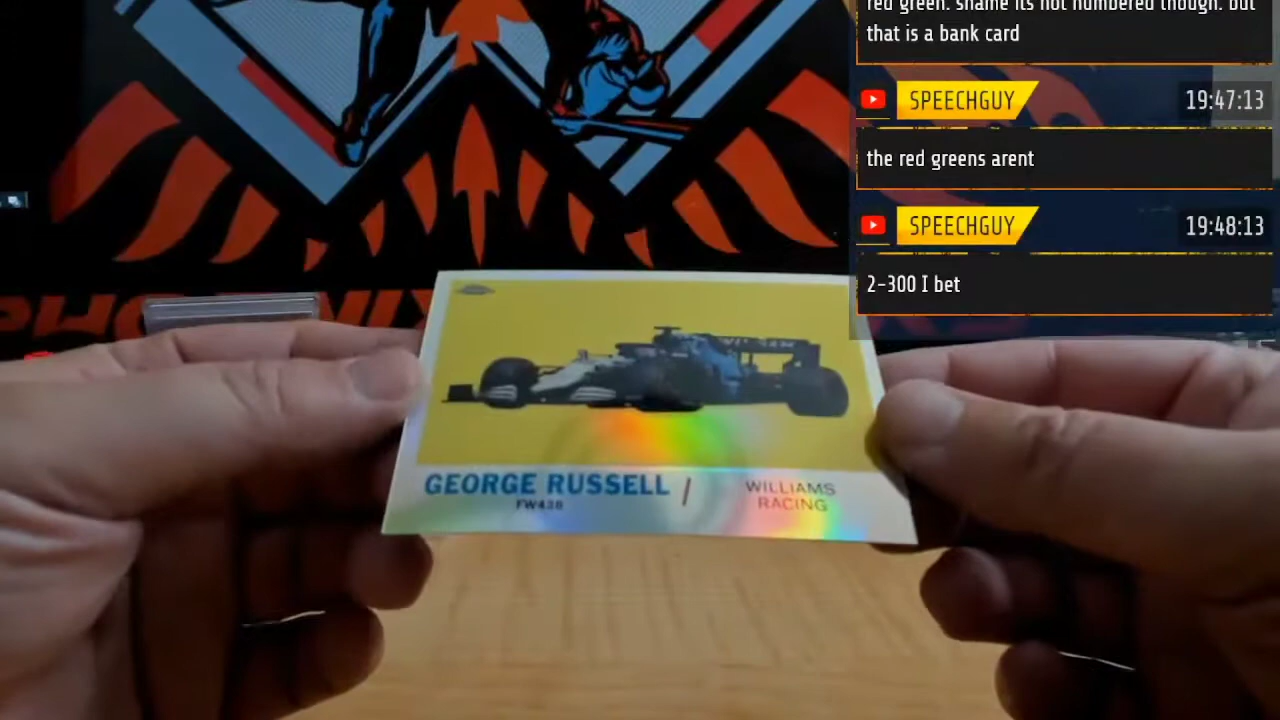 red green. shame its not numbered though. but
that is a bank card
SPEECHGUY 19:47:13
the red greens arent
SPEECHGUY 19:48:13
2-300 I bet
GEORGE RUSSELL / WILLIAMS
FW43B RACING